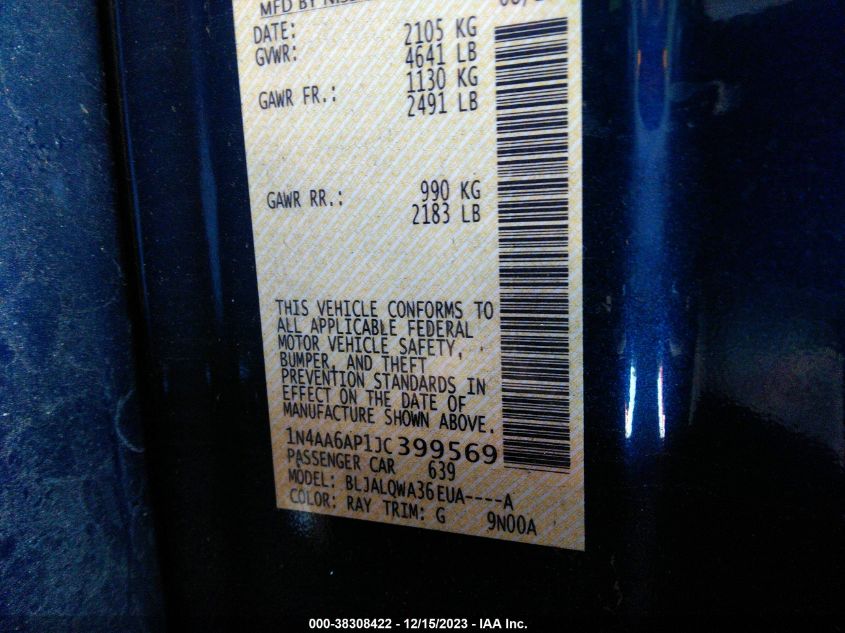 MFD BY
DATE:
2105 KG
GVWR:
4641 LB
1130 KG
GAWR FR.:
2491 LB
GAWR RR.:
990 KG
2183 LB
THIS VEHICLE CONFORMS TO
ALL APPLICABLE FEDERAL
MOTOR VEHICLE SAFETY,
BUMPER, AND THEFT
PREVENTION STANDARDS IN
EFFECT ON THE DATE OF
MANUFACTURE SHOWN ABOVE.
1N4AA6AP1JC399569
PASSENGER CAR 639
MODEL: BLJALQWA36EUA----A
COLOR: RAY TRIM: G 9N00A
000-38308422 - 12/15/2023 - IAA Inc.